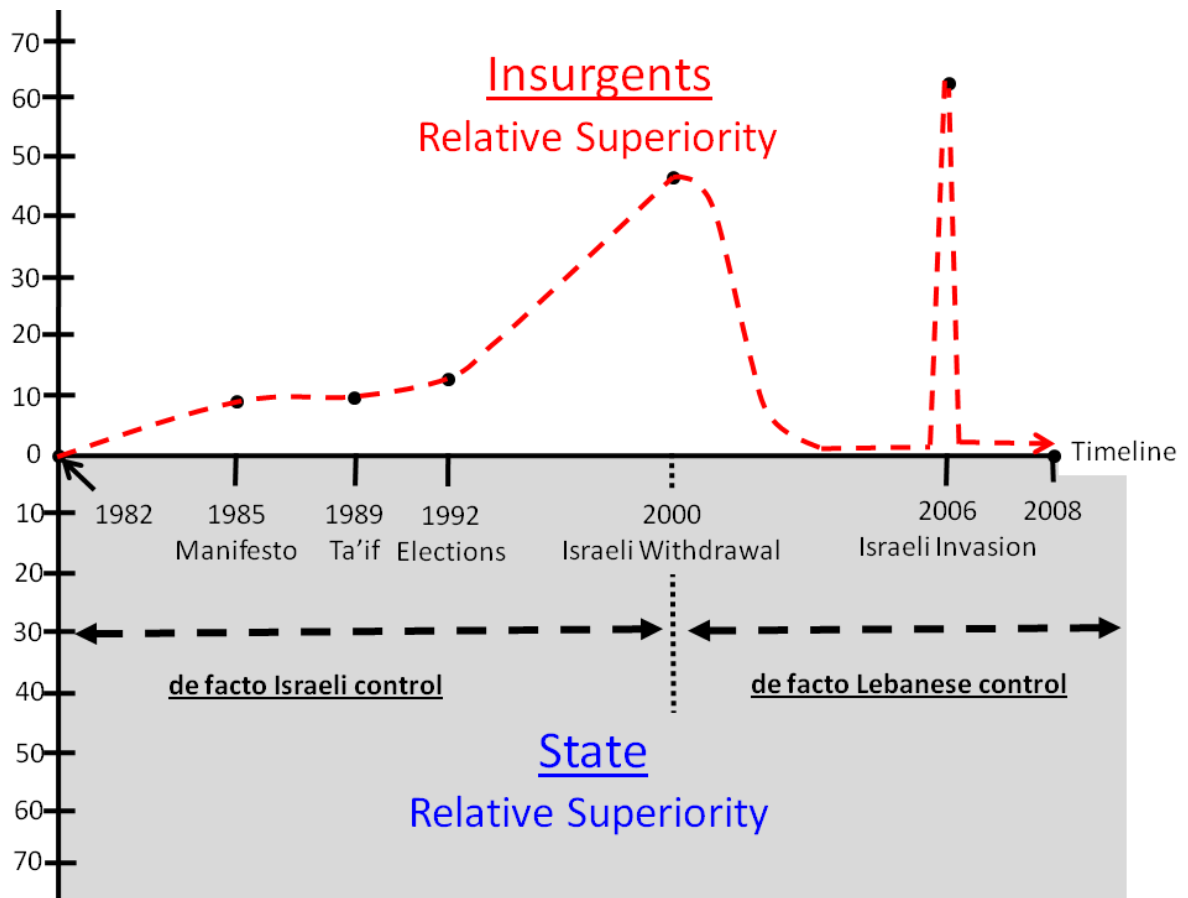 70
60
50
40
30
20
10
0
10
20
30
40
50
60
70
Insurgents
Relative Superiority
Timeline
1982
1985
Manifesto
1989
Ta’if
1992
Elections
2000
Israeli Withdrawal
2006
Israeli Invasion
2008
de facto Israeli control
de facto Lebanese control
State
Relative Superiority